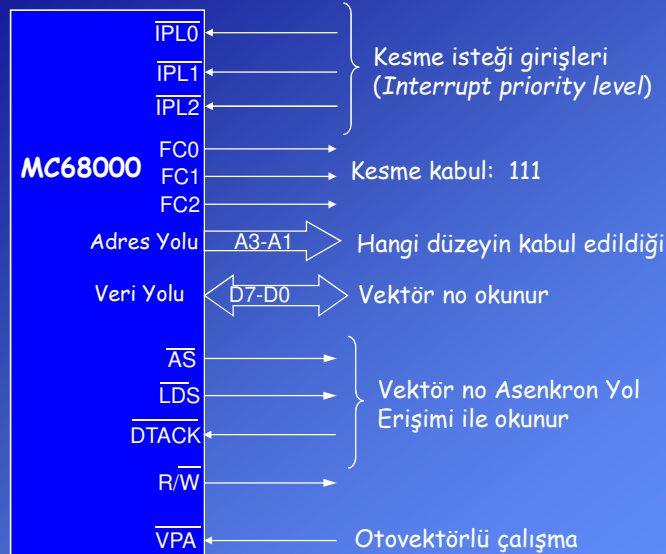 IPL0
IPL1
IPL2
Kesme isteği girişleri
(Interrupt priority level)
MC68000
FC0
FC1
FC2
Kesme kabul: 111
Adres Yolu A3-A1 Hangi düzeyin kabul edildiği
Veri Yolu D7-D0 Vektör no okunur
AS
LDS
DTACK
Vektör no Asenkron Yol
Erişimi ile okunur
R/W
VPA Otovektörlü çalışma